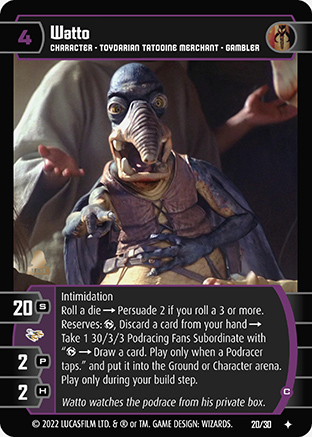 4
Watto
CHARACTER • TOYDARIAN TATOOINE MERCHANT • GAMBLER
20 S
2 P
2 H
Intimidation
Roll a die → Persuade 2 if you roll a 3 or more.
Reserves: , Discard a card from your hand →
Take 1 30/3/3 Podracing Fans Subordinate with
“ → Draw a card. Play only when a Podracer
taps.” and put it into the Ground or Character arena.
Play only during your build step.
Watto watches the podrace from his private box.
C
© 2022 LUCASFILM LTD. & ® or TM. GAME DESIGN: WIZARDS.
20/30